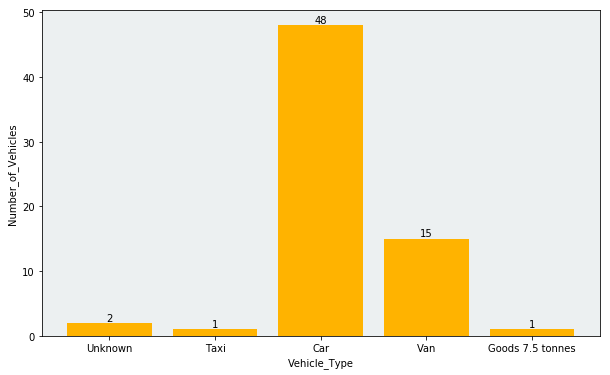 50
40
30
20
10
0
Number_of_Vehicles
2
1
48
15
1
Unknown
Taxi
Car
Van
Goods 7.5 tonnes
Vehicle_Type